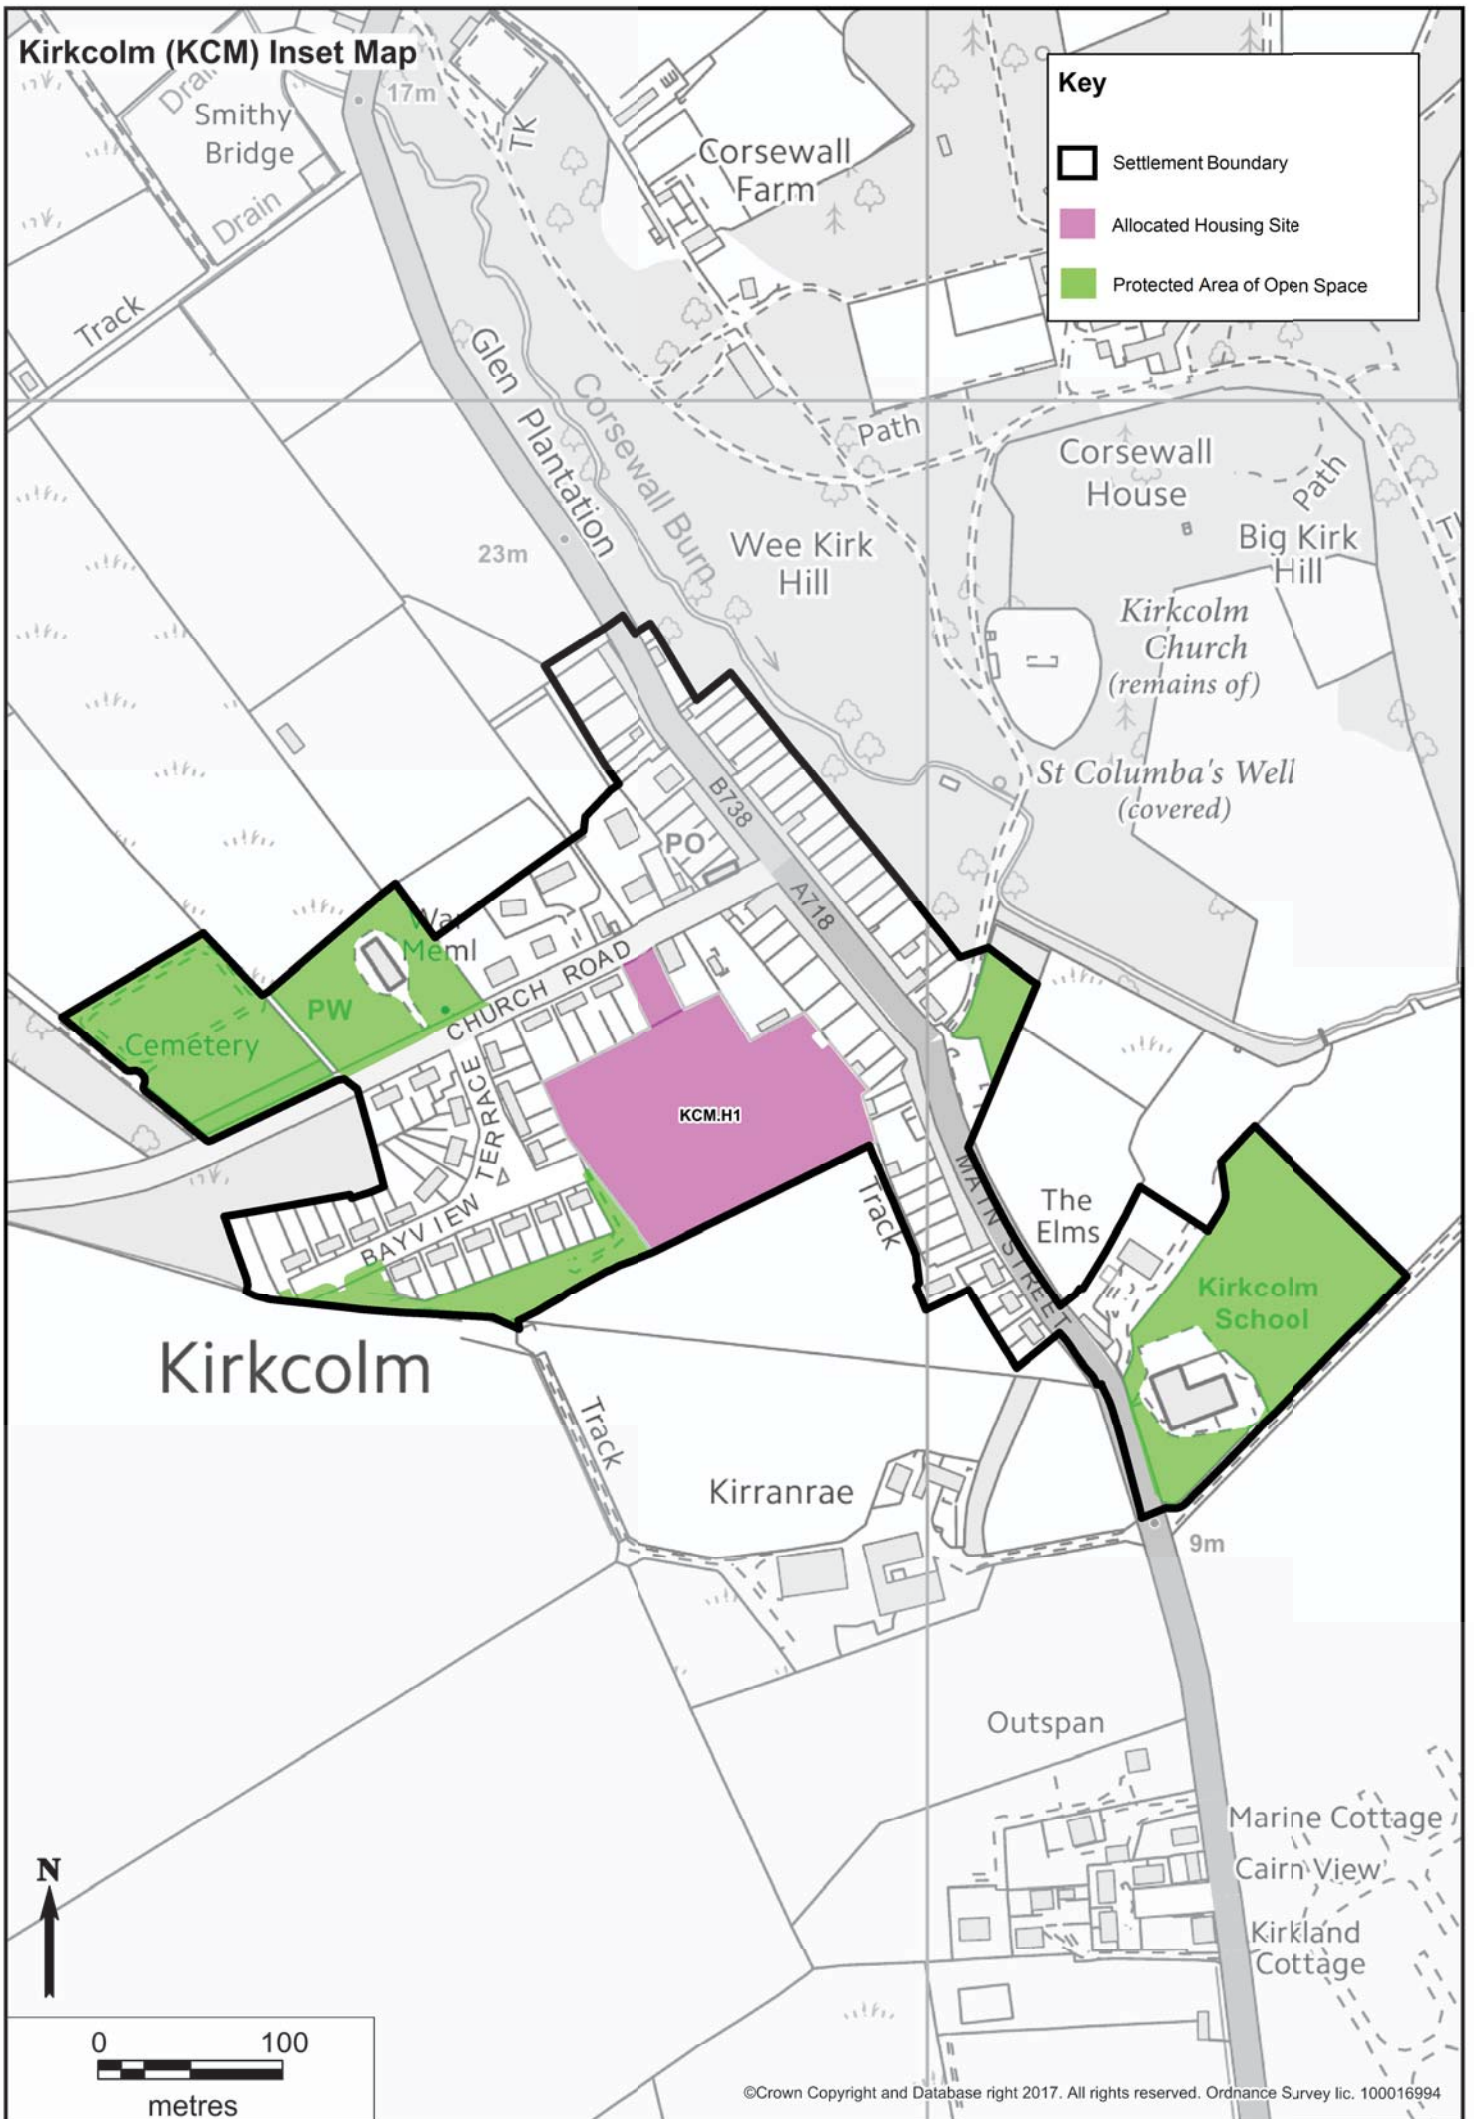 Kirkcolm (KCM) Inset Map
Key
Settlement Boundary
Allocated Housing Site
Protected Area of Open Space
Drain
17m
Smithy
Bridge
TK
Corsewall
Farm
Drain
Track
Glen Plantation
Corsewall Burn
Path
Corsewall
House
Path
23m
Wee Kirk
Hill
Big Kirk
Hill
Kirkcolm
Church
(remains of)
St Columba's Well
(covered)
B738
PO
A718
War
Meml
PW
CHURCH ROAD
Cemetery
TERRACE
BAYVIEW
KCM.H1
Track
MAIN STREET
The
Elms
Kirkcolm
School
Kirkcolm
Track
Kirranrae
9m
Outspan
Marine Cottage
Cairn View
Kirkland
Cottage
N
0 100
metres
©Crown Copyright and Database right 2017. All rights reserved. Ordnance Survey lic. 100016994